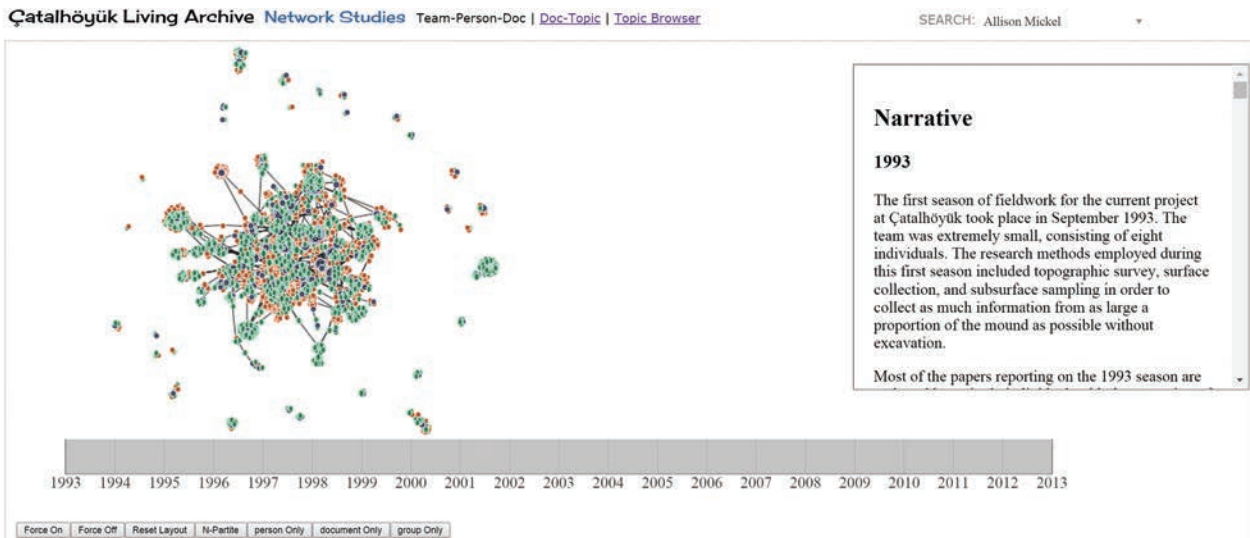 Çatalhöyük Living Archive Network Studies Team-Person-Doc | Doc-Topic | Topic Browser SEARCH: Allison Mickel
Narrative
1993
The first season of fieldwork for the current project
at Çatalhöyük took place in September 1993. The
team was extremely small, consisting of eight
individuals. The research methods employed during
this first season included topographic survey, surface
collection, and subsurface sampling in order to
collect as much information from as large a
proportion of the mound as possible without
excavation.
Most of the papers reporting on the 1993 season are
1993 1994 1995 1996 1997 1998 1999 2000 2001 2002 2003 2004 2005 2006 2007 2008 2009 2010 2011 2012 2013
Force On Force Off Reset Layout N-Partite person Only document Only group Only